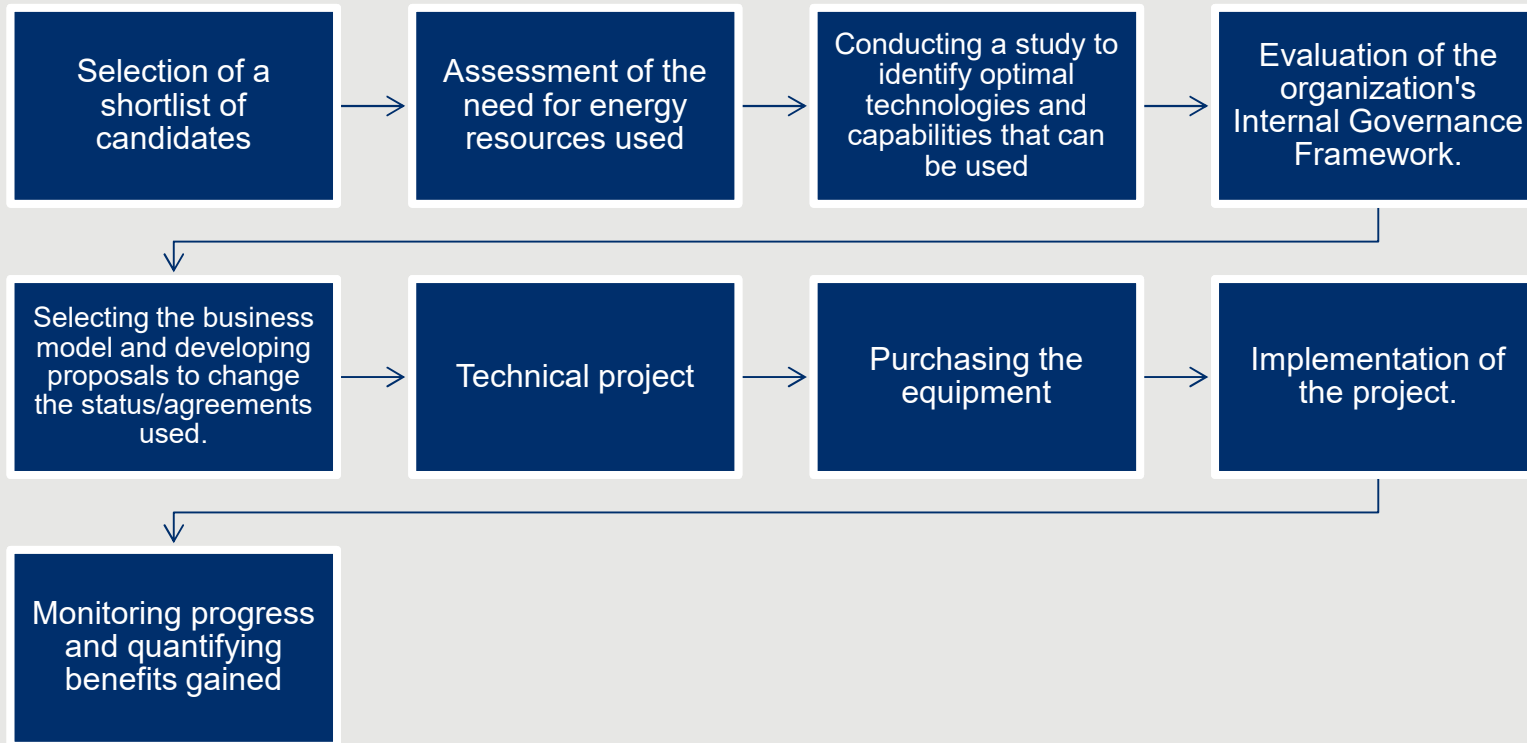 Selection of a
shortlist of
candidates
Assessment of the
need for energy
resources used
Conducting a study to
identify optimal
technologies and
capabilities that can
be used
Evaluation of the
organization's
Internal Governance
Framework.
Selecting the business
model and developing
proposals to change
the status/agreements
used.
Technical project
Purchasing the
equipment
Implementation of
the project.
Monitoring progress
and quantifying
benefits gained